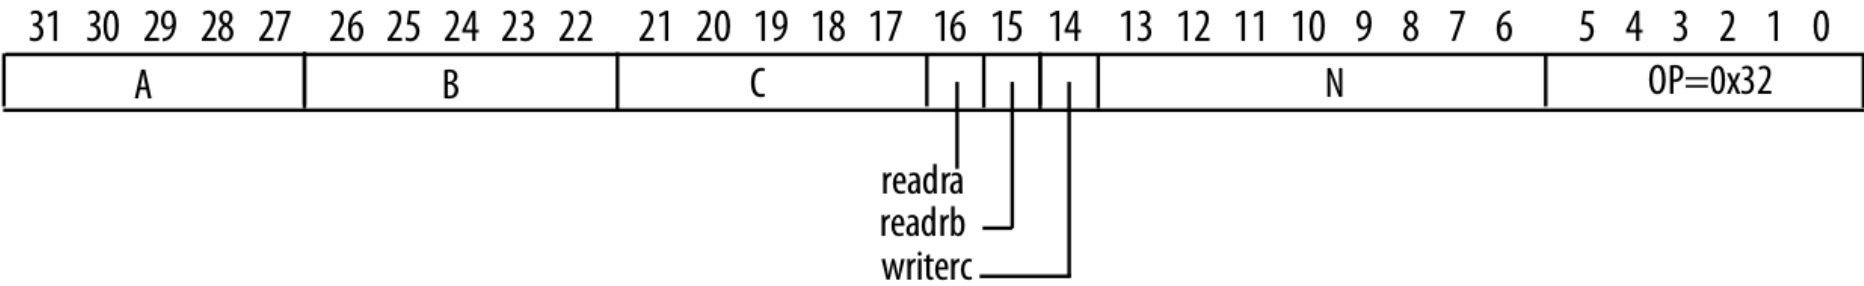 31 30 29 28 27 26 25 24 23 22 21 20 19 18 17 16 15 14 13 12 11 10 9 8 7 6 5 4 3 2 1 0
A B C N OP=0x32
readra
readrb
writerc